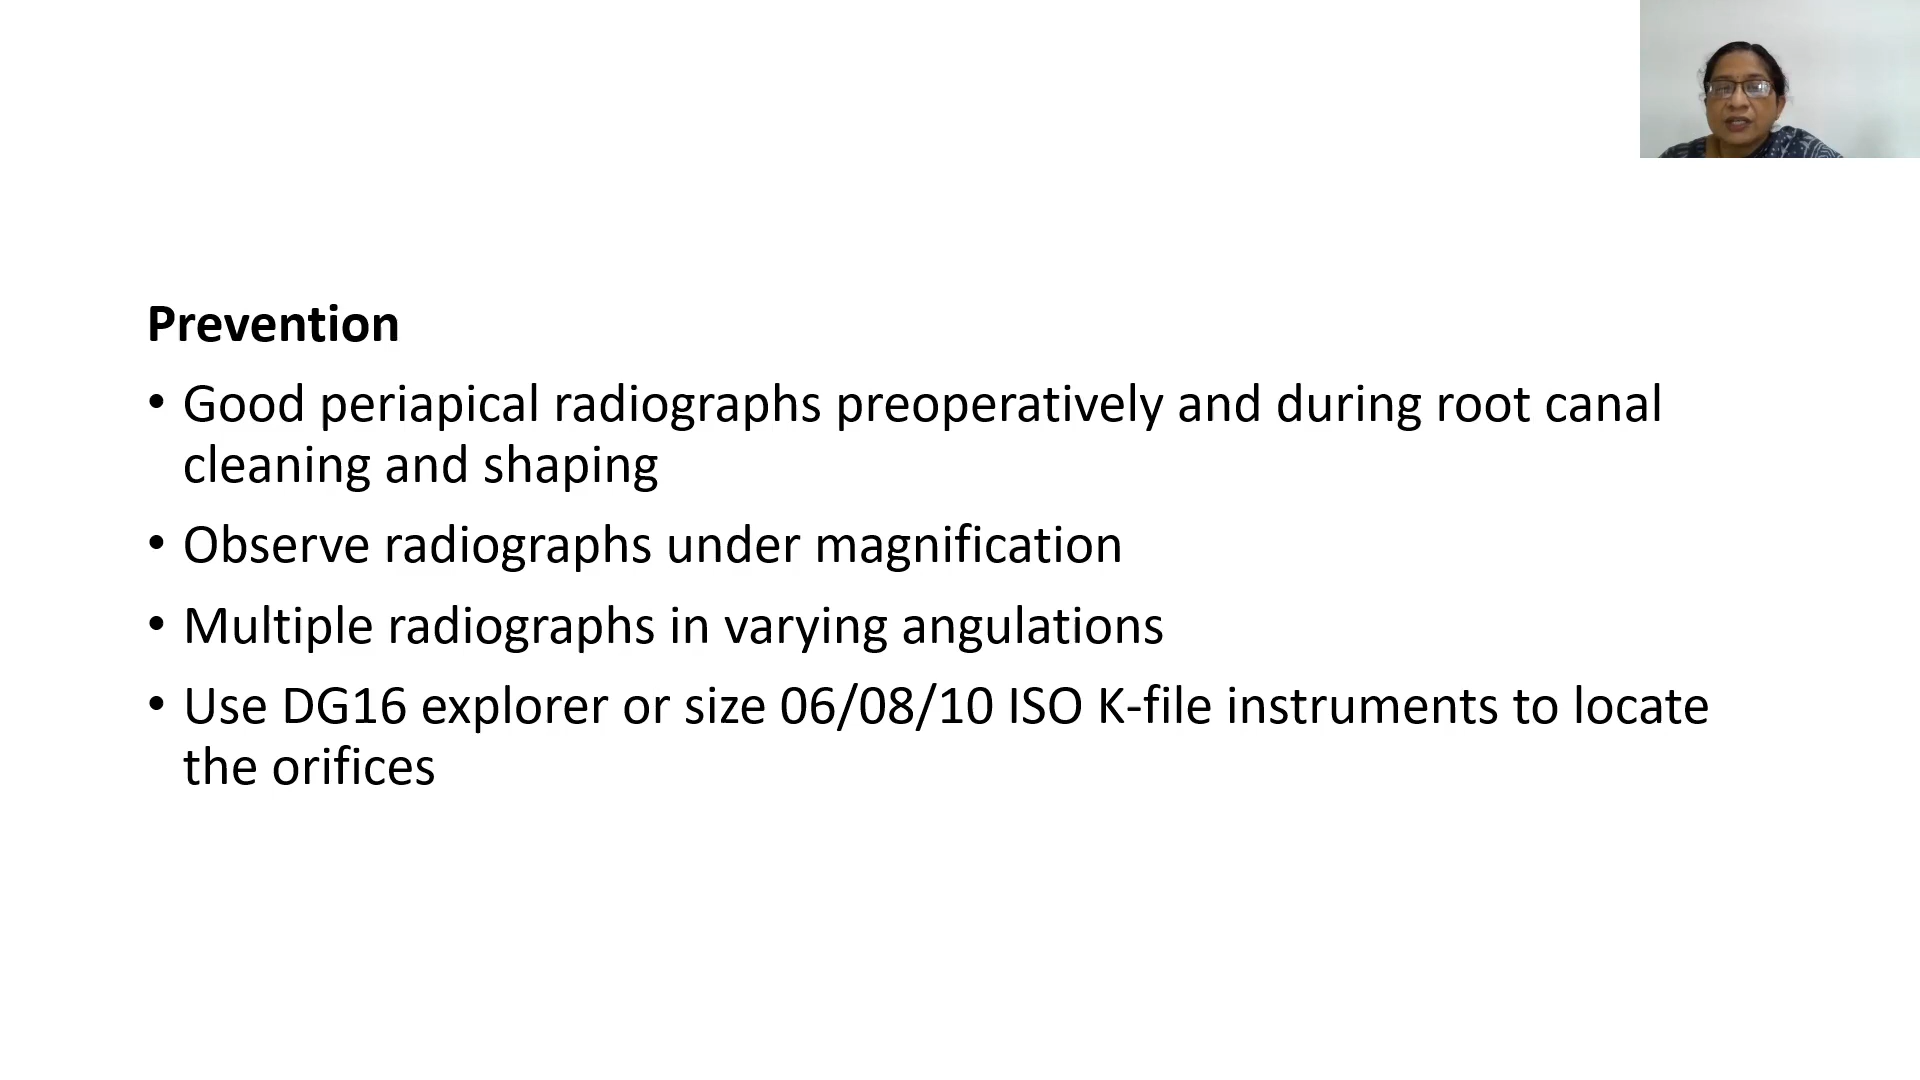 Prevention
• Good periapical radiographs preoperatively and during root canal
cleaning and shaping
• Observe radiographs under magnification
• Multiple radiographs in varying angulations
• Use DG16 explorer or size 06/08/10 ISO K-file instruments to locate
the orifices